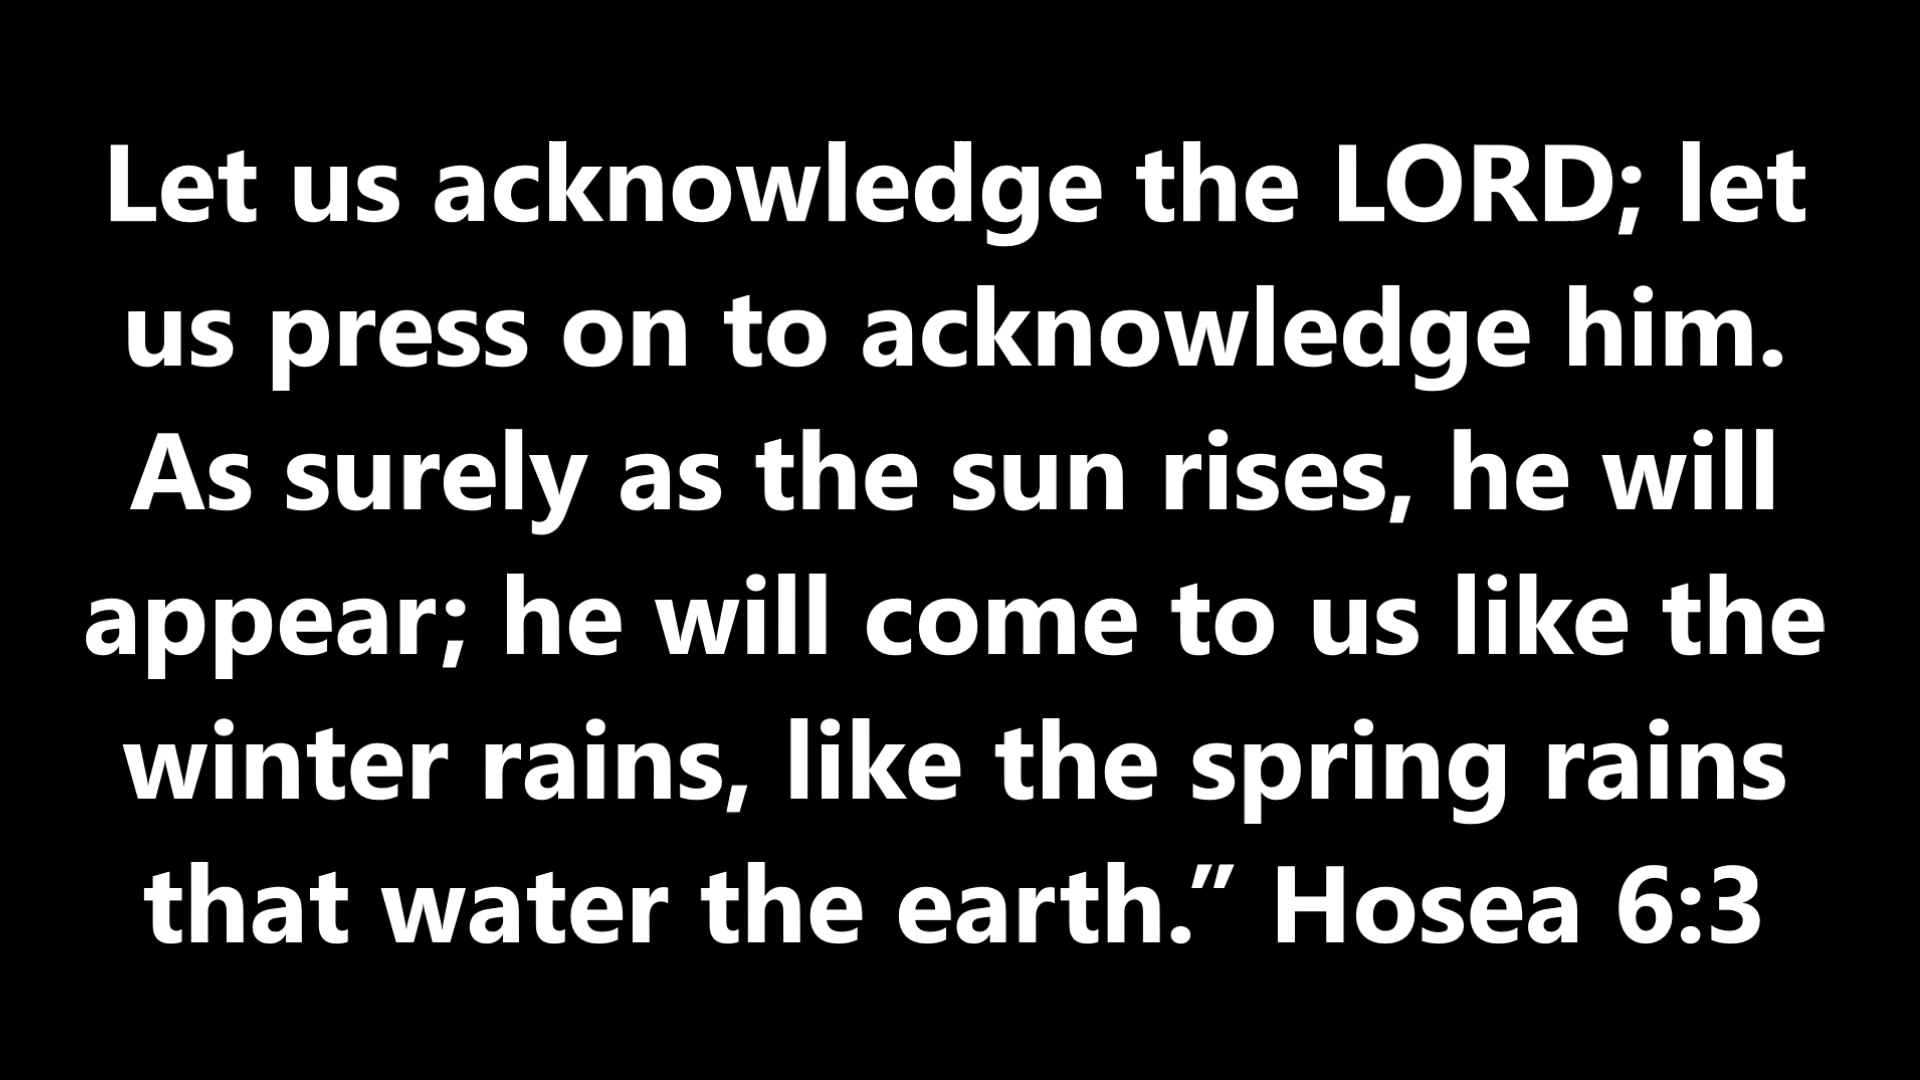 Let us acknowledge the LORD; let
us press on to acknowledge him.
As surely as the sun rises, he will
appear; he will come to us like the
winter rains, like the spring rains
that water the earth.” Hosea 6:3